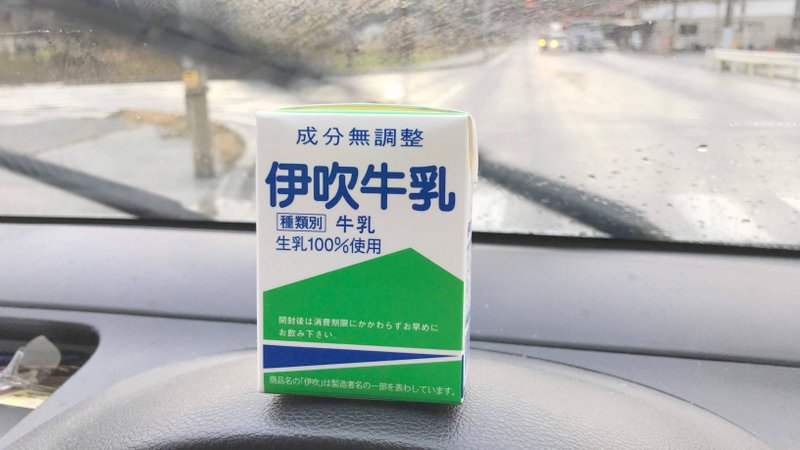 成分無調整
伊吹牛乳
種類別 牛乳
生乳100%使用
開封後は消費期限にかかわらずお早めに
お飲み下さい。
商品名の「伊吹」は製造者名の一部を表わしています。